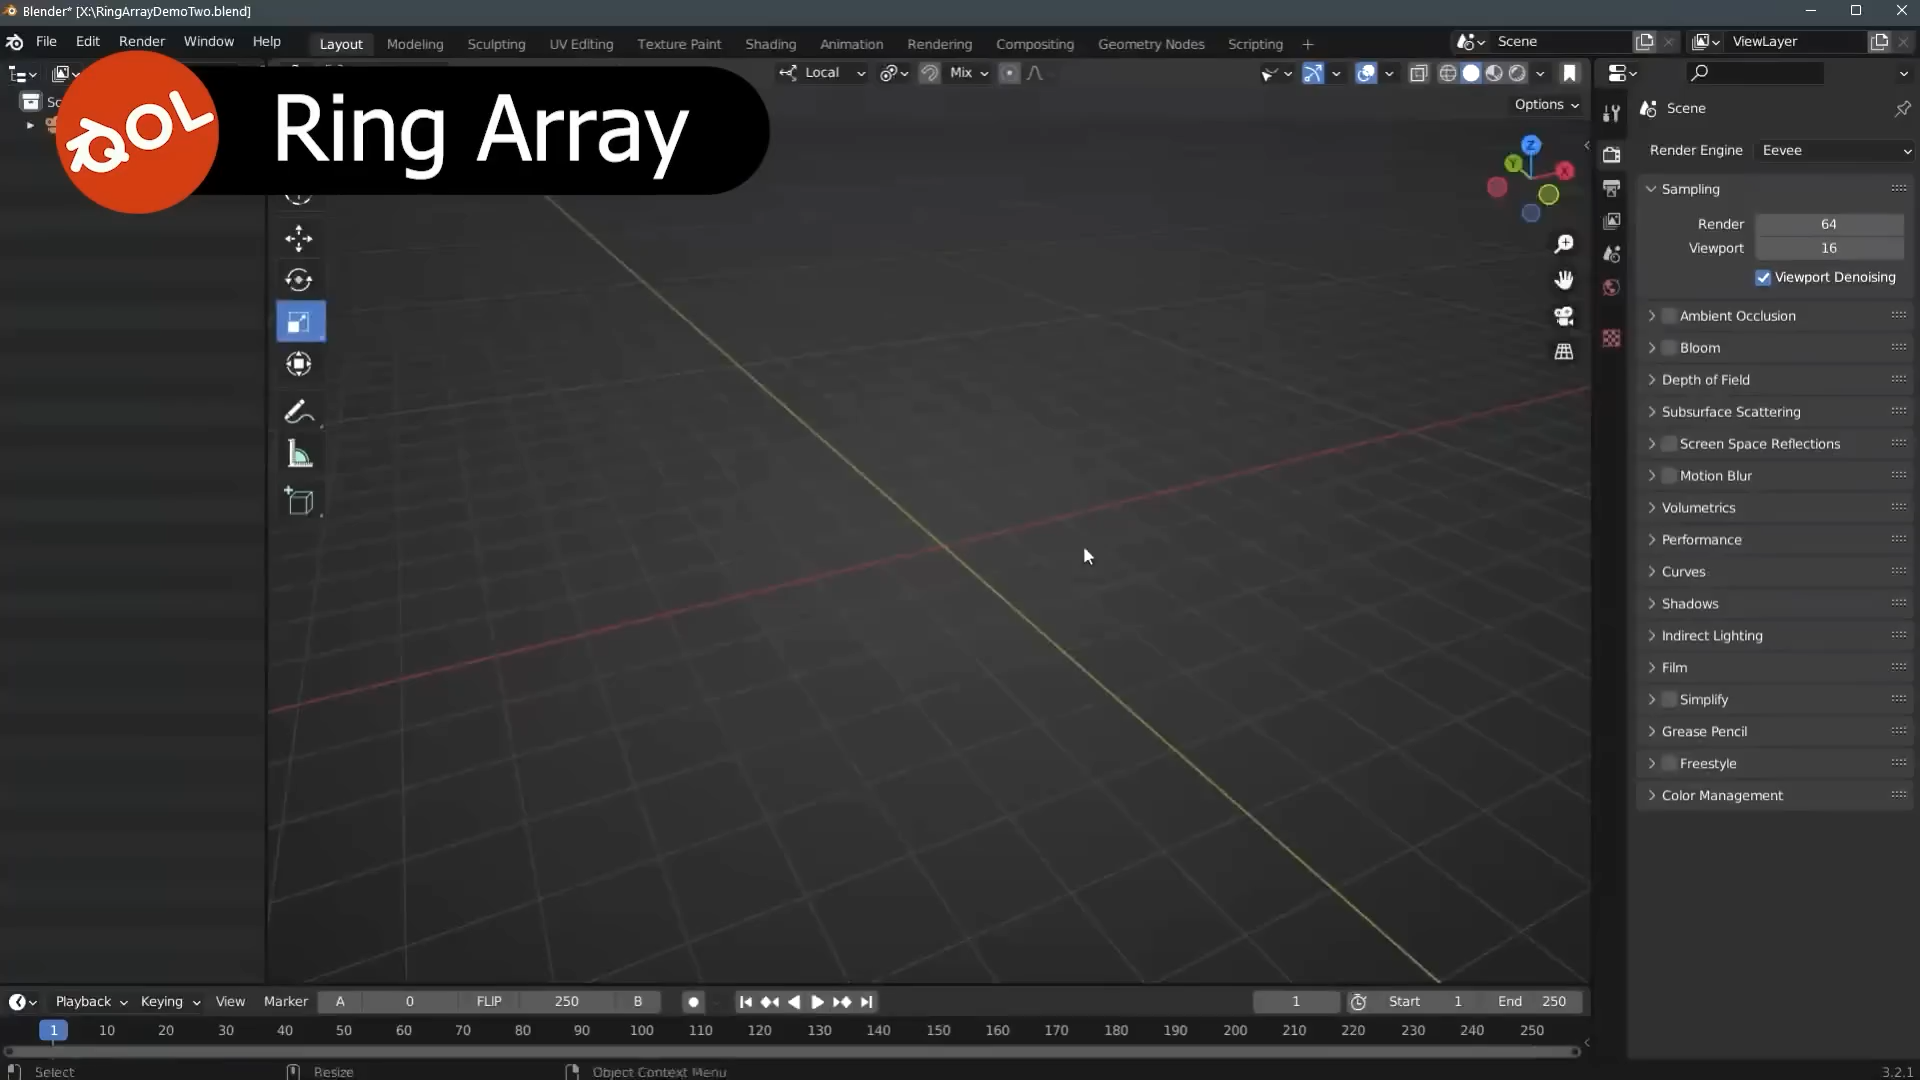 Blender* [X:\RingArrayDemoTwo.blend]
File Edit Render Window Help Layout Modeling Sculpting UV Editing Texture Paint Shading Animation Rendering Compositing Geometry Nodes Scripting + Scene ViewLayer
Local Mix
Options
QOL
Ring Array
Sc
Z
Y
X
Scene
Render Engine Eevee
Sampling
Render 64
Viewport 16
Viewport Denoising
Ambient Occlusion
Bloom
Depth of Field
Subsurface Scattering
Screen Space Reflections
Motion Blur
Volumetrics
Performance
Curves
Shadows
Indirect Lighting
Film
Simplify
Grease Pencil
Freestyle
Color Management
Playback Keying View Marker A 0 FLIP 250 B 1 Start 1 End 250
1 10 20 30 40 50 60 70 80 90 100 110 120 130 140 150 160 170 180 190 200 210 220 230 240 250
Select Resize Object Context Menu 3.2.1